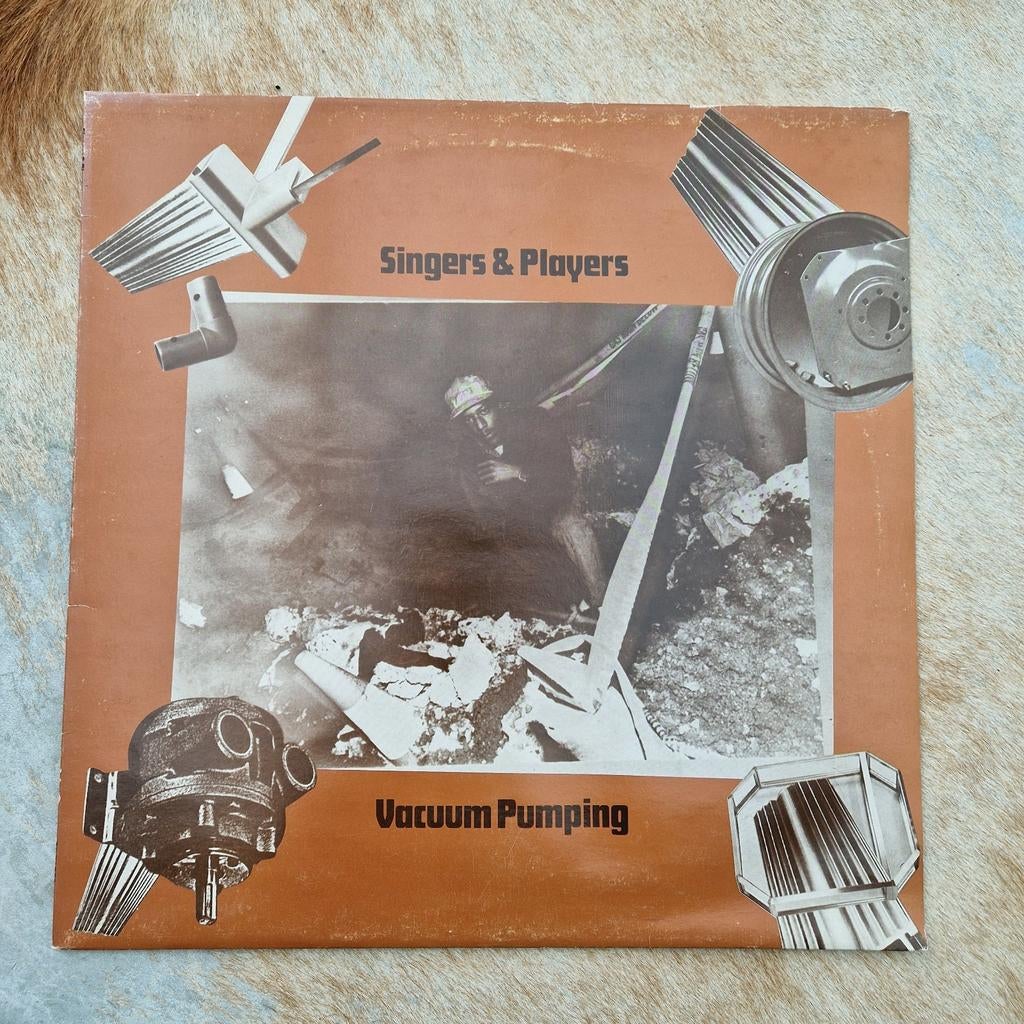 Singers & Players
Vacuum Pumping